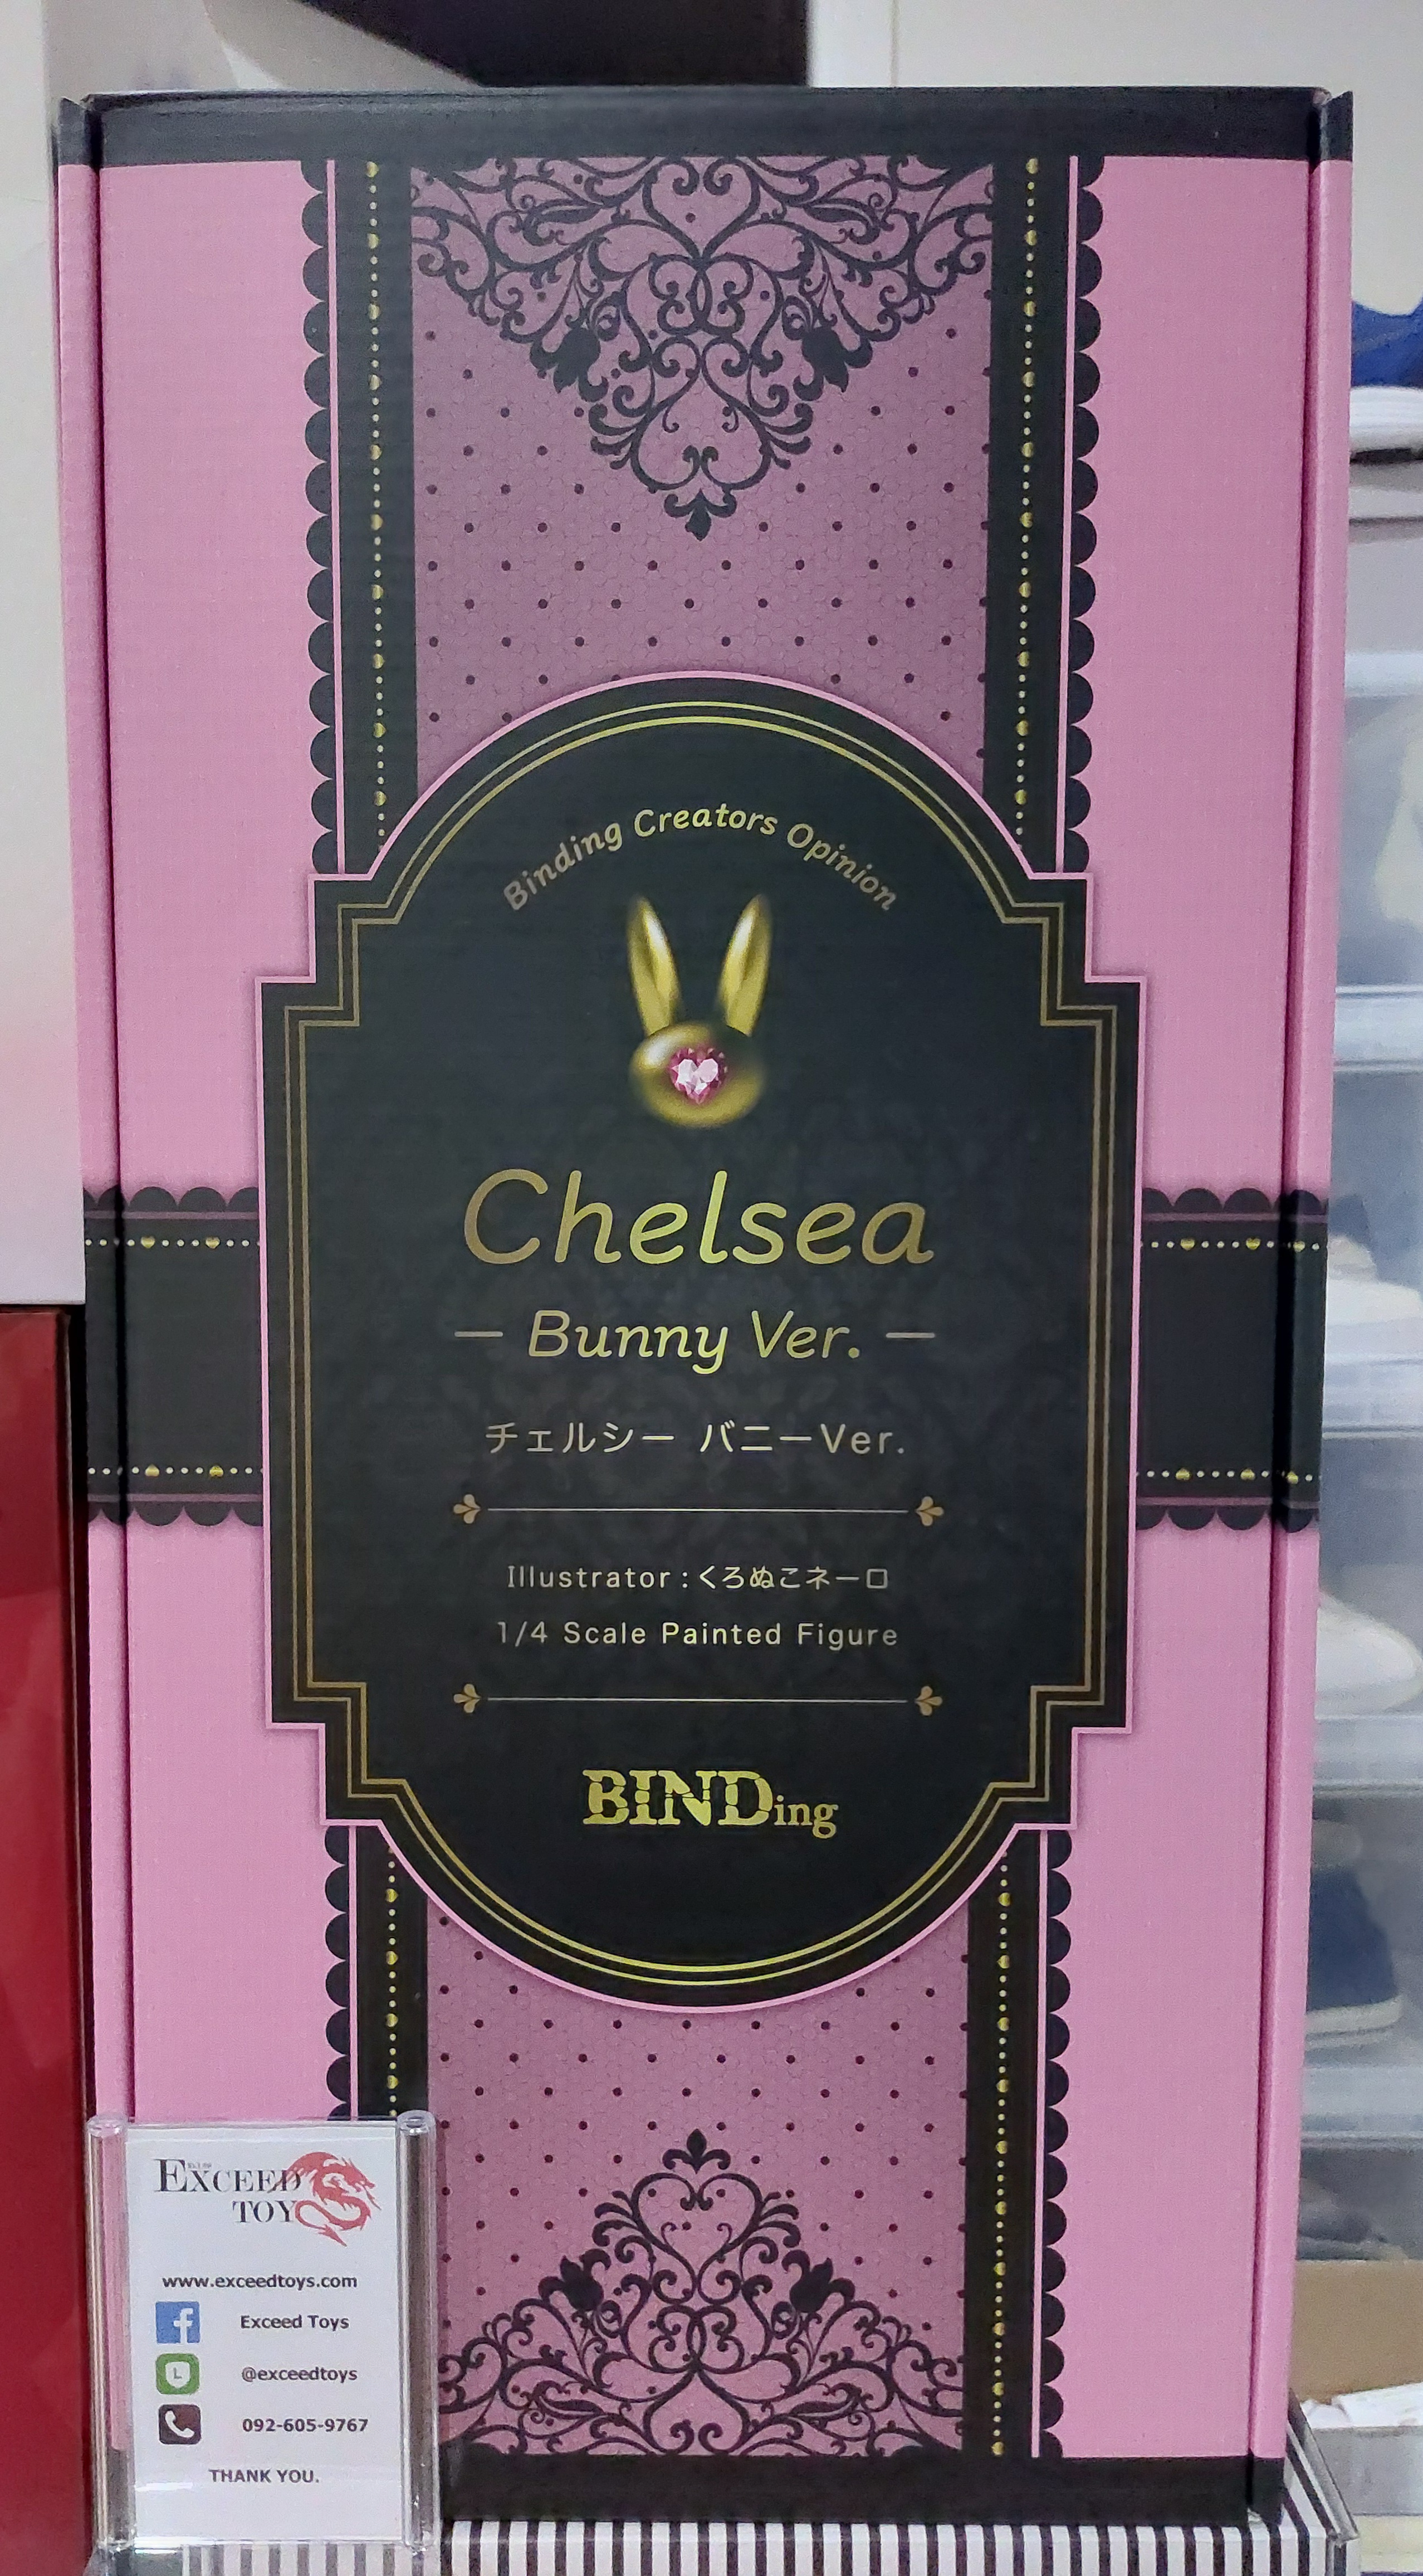 Binding Creators Opinion
Chelsea
— Bunny Ver. —
チェルシー バニーVer.
Illustrator : くろぬこネーロ
1/4 Scale Painted Figure
BINDing
EXCEED
TOY
www.exceedtoys.com
Exceed Toys
@exceedtoys
092-605-9767
THANK YOU.